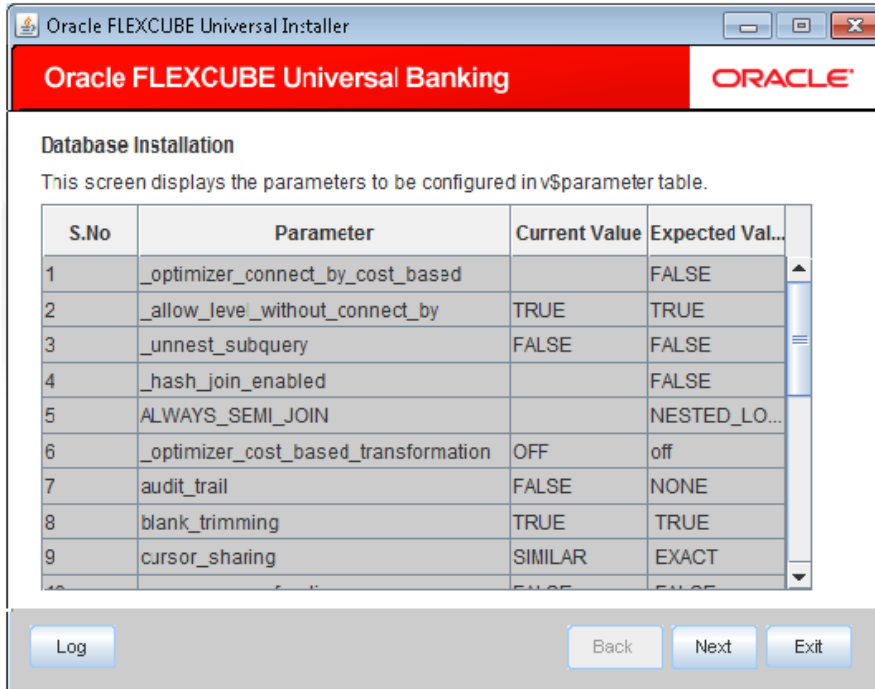 Oracle FLEXCUBE Universal Installer
Oracle FLEXCUBE Universal Banking
ORACLE
Database Installation
This screen displays the parameters to be configured in v$parameter table.
S.No Parameter Current Value Expected Val...
1 _optimizer_connect_by_cost_based FALSE
2 _allow_level_without_connect_by TRUE TRUE
3 _unnest_subquery FALSE FALSE
4 _hash_join_enabled FALSE
5 ALWAYS_SEMI_JOIN NESTED_LO...
6 _optimizer_cost_based_transformation OFF off
7 audit_trail FALSE NONE
8 blank_trimming TRUE TRUE
9 cursor_sharing SIMILAR EXACT
Log Back Next Exit